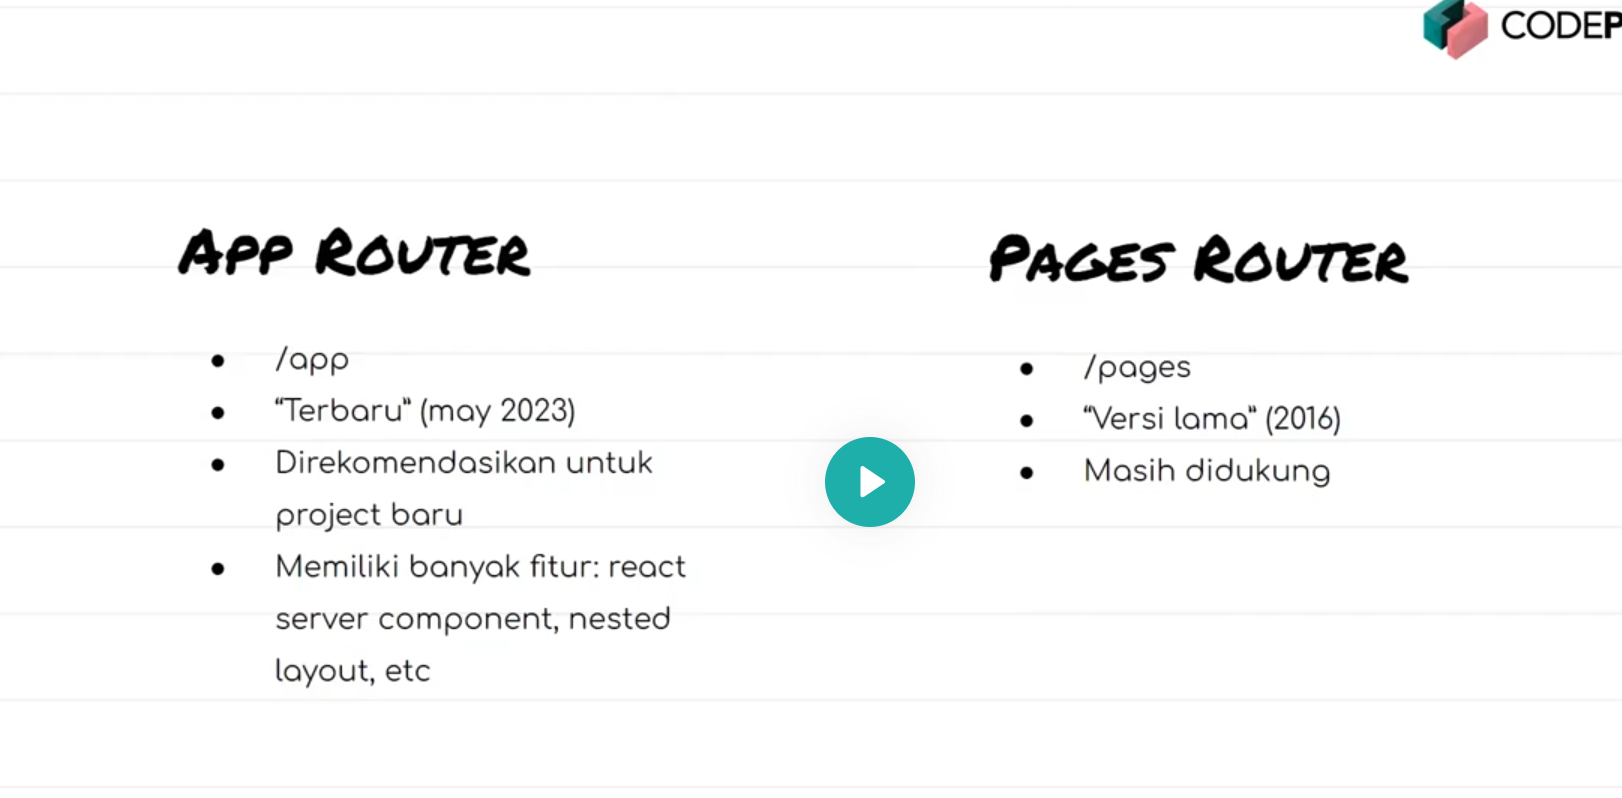 CODEP
APP ROUTER
/app
“Terbaru” (may 2023)
Direkomendasikan untuk
project baru
Memiliki banyak fitur: react
server component, nested
layout, etc
PAGES ROUTER
/pages
“Versi lama” (2016)
Masih didukung